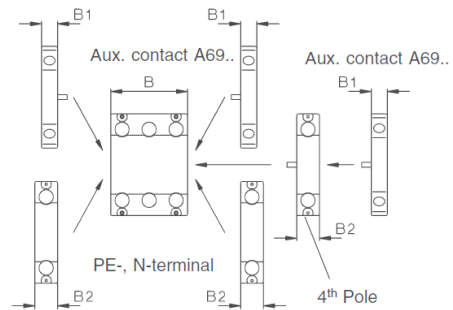 B1
B1
Aux. contact A69..
Aux. contact A69..
B
B1
B2
PE-, N-terminal
B2
B2
4th Pole